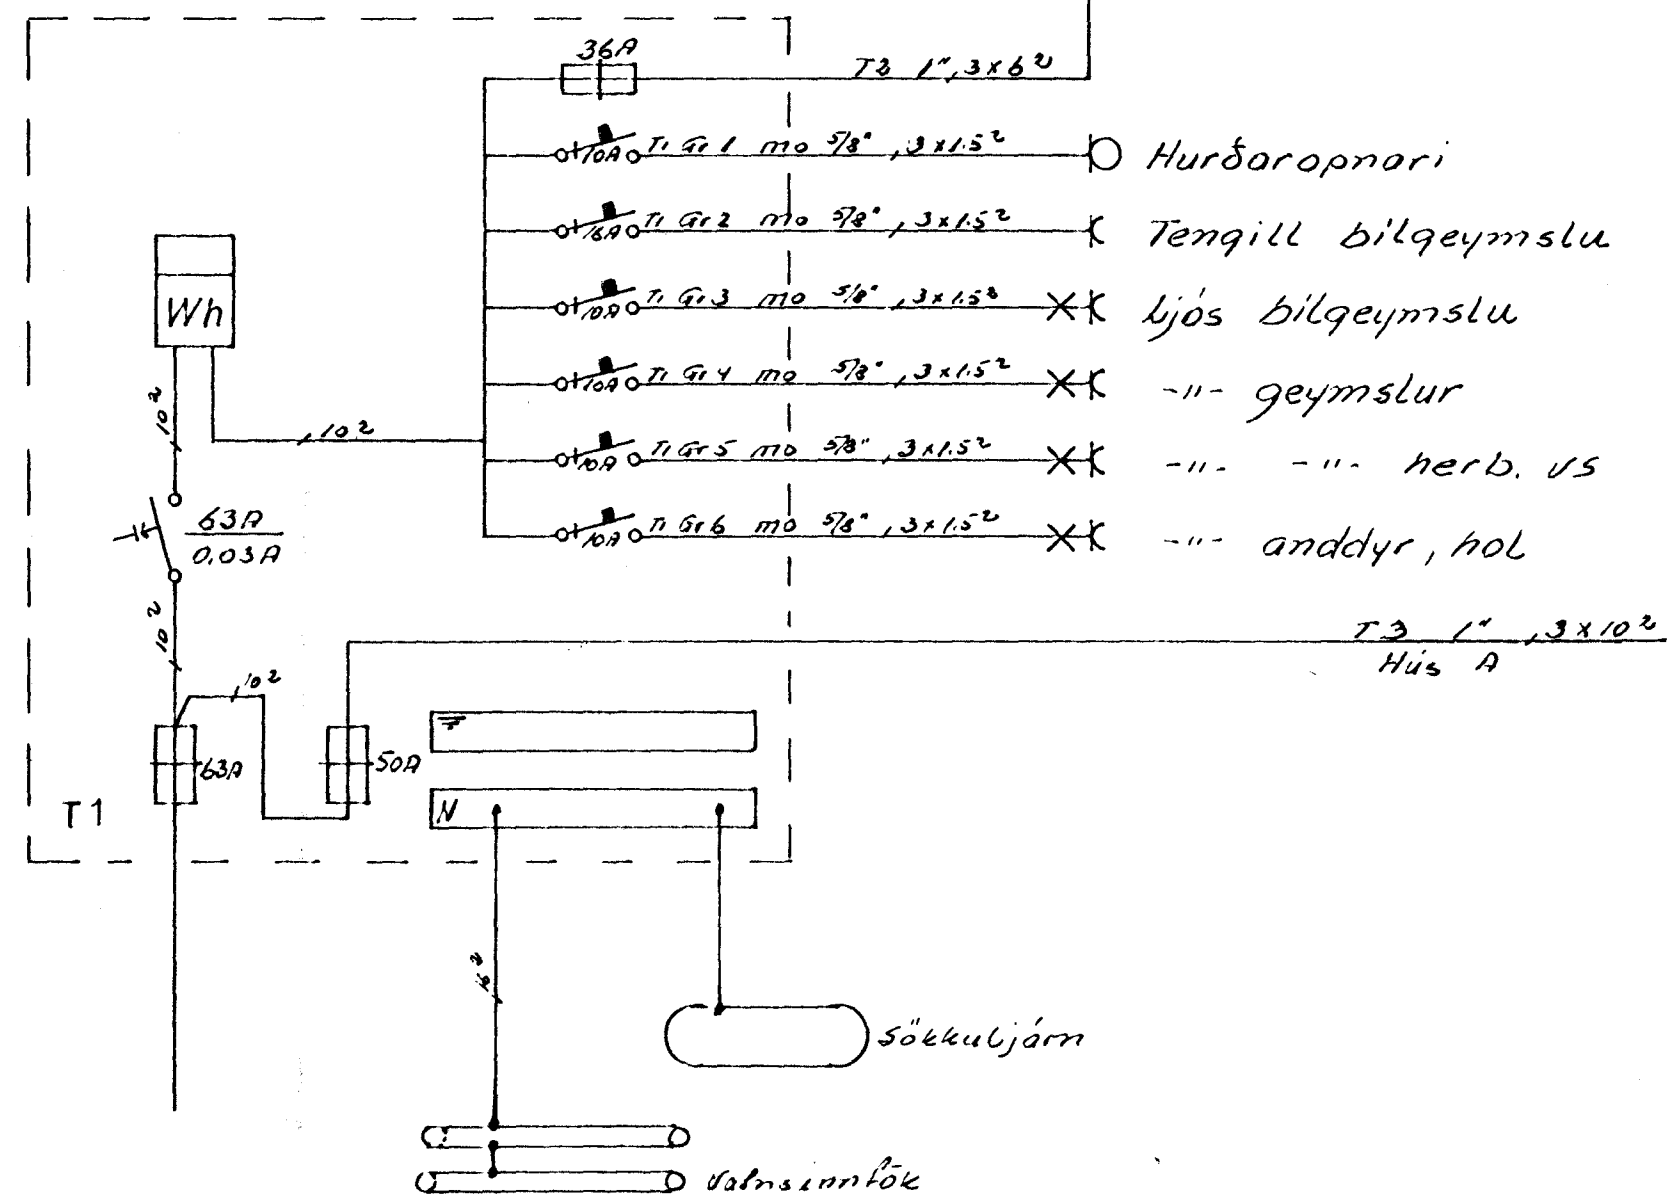 36A
T2 1", 3x6²
10A T1 Gr 1 mo 5/8", 3x1.5² Hurðaropnari
16A T1 Gr 2 mo 5/8", 3x1.5² Tengill bílgeymslu
10A T1 Gr 3 mo 5/8", 3x1.5² Ljós bílgeymslu
10A T1 Gr 4 mo 5/8", 3x1.5² -"- geymslur
10A T1 Gr 5 mo 5/8", 3x1.5² -"- -"- herb. VS
10A T1 Gr 6 mo 5/8", 3x1.5² -"- anddyr, hol
Wh
10²
10²
63A
0,03A
10²
10²
T3 1", 3x10²
Hús A
63A
50A
N
T1
16²
Sökkuljárn
Vatnsinntök